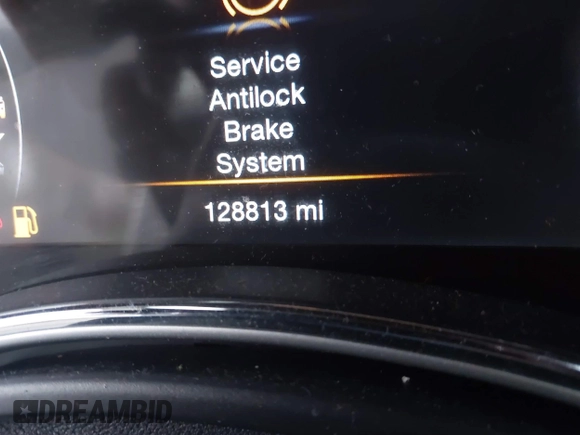 Service
Antilock
Brake
System
128813 mi
DREAMBID